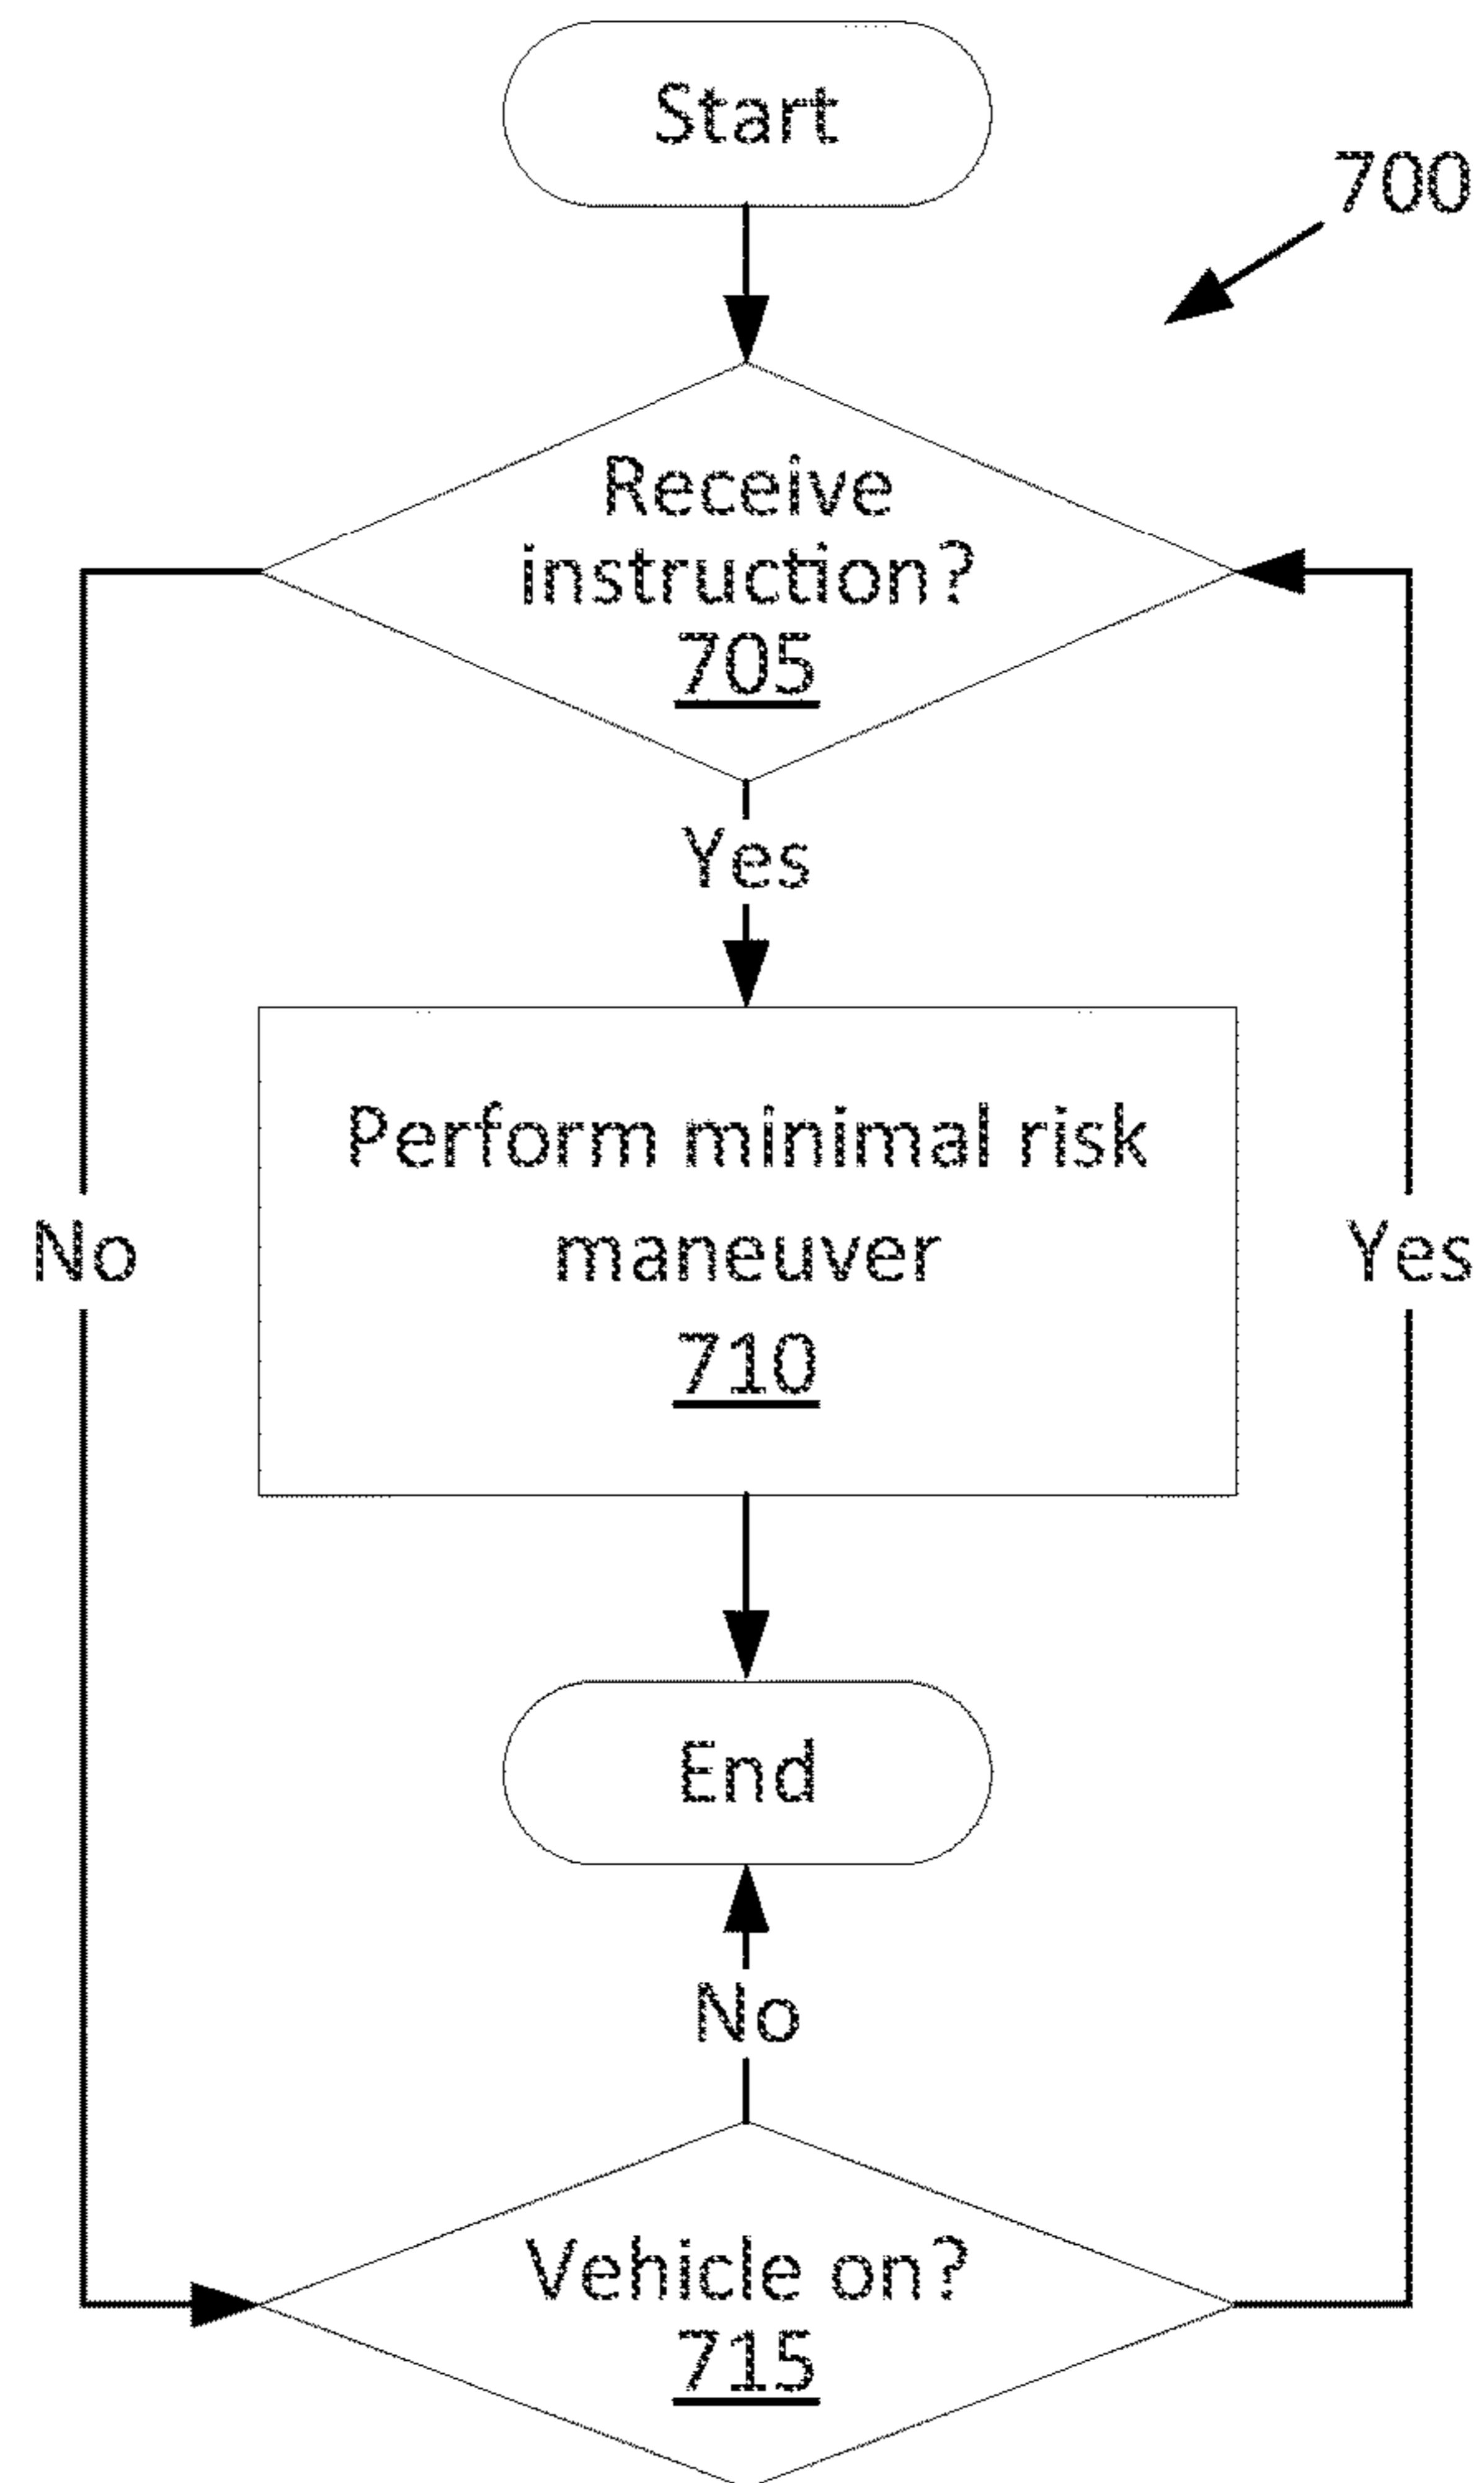 Start
700
Receive
instruction?
705
Yes
Perform minimal risk
maneuver
710
No
Yes
End
No
Vehicle on?
715